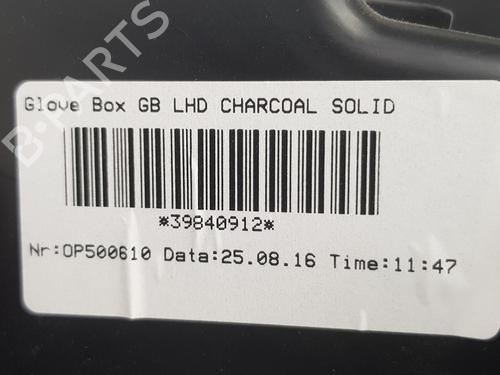 B-PARTS
Glove Box GB LHD CHARCOAL SOLID
*39840912*
Nr:OP500610 Data:25.08.16 Time:11:47